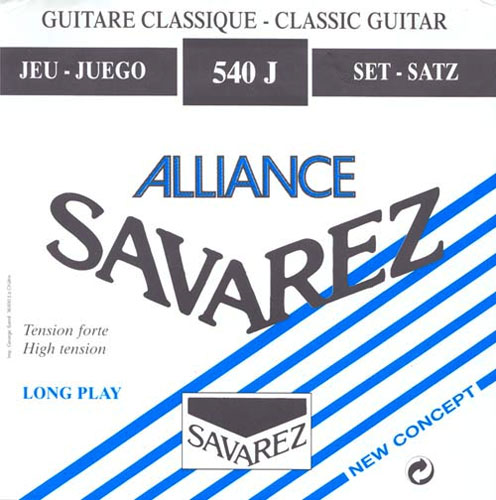 GUITARE CLASSIQUE - CLASSIC GUITAR
JEU - JUEGO
540 J
SET - SATZ
ALLIANCE
SAVAREZ
Tension forte
High tension
LONG PLAY
SAVAREZ
NEW CONCEPT